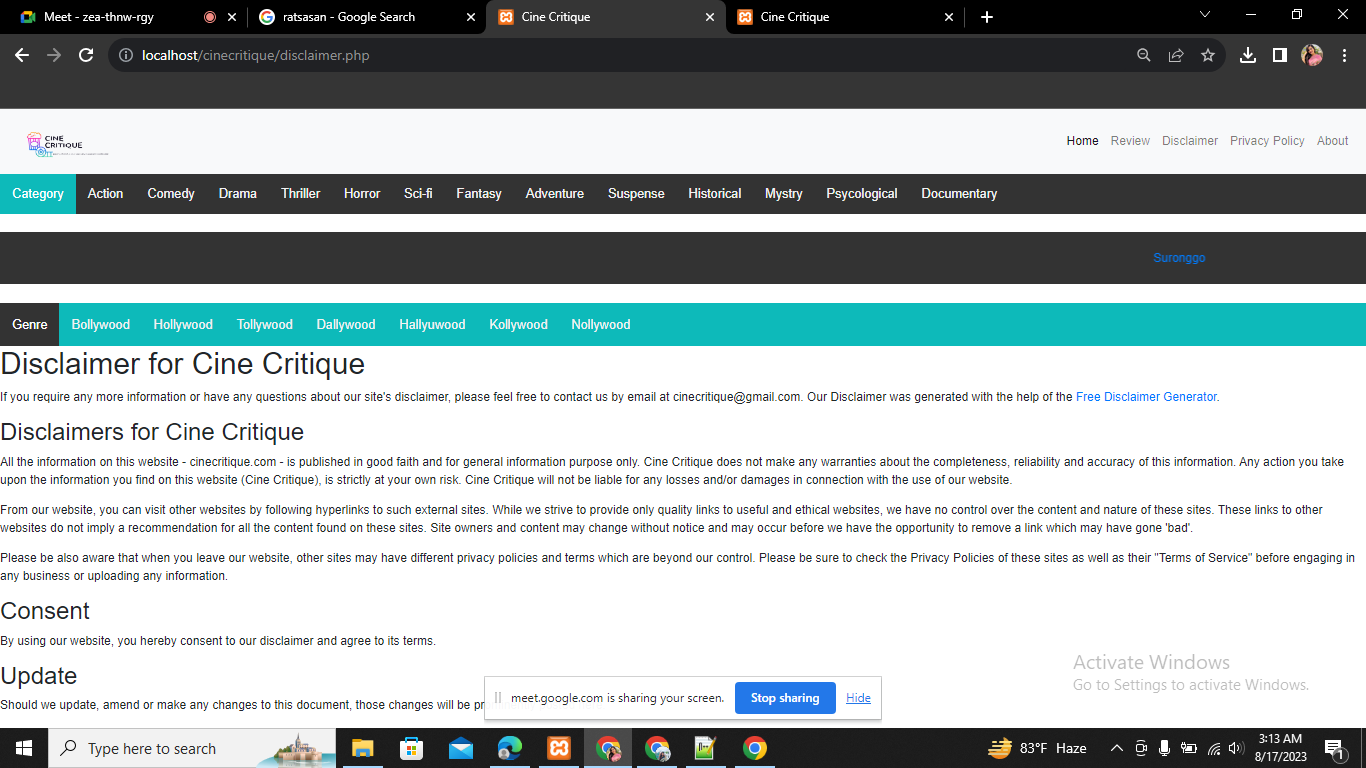 Meet - zea-thnw-rgy
ratsasan - Google Search
Cine Critique
Cine Critique
localhost/cinecritique/disclaimer.php
CINE
CRITIQUE
Home Review Disclaimer Privacy Policy About
Category Action Comedy Drama Thriller Horror Sci-fi Fantasy Adventure Suspense Historical Mystry Psycological Documentary
Suronggo
Genre Bollywood Hollywood Tollywood Dallywood Hallyuwood Kollywood Nollywood
Disclaimer for Cine Critique
If you require any more information or have any questions about our site's disclaimer, please feel free to contact us by email at cinecritique@gmail.com. Our Disclaimer was generated with the help of the Free Disclaimer Generator.
Disclaimers for Cine Critique
All the information on this website - cinecritique.com - is published in good faith and for general information purpose only. Cine Critique does not make any warranties about the completeness, reliability and accuracy of this information. Any action you take
upon the information you find on this website (Cine Critique), is strictly at your own risk. Cine Critique will not be liable for any losses and/or damages in connection with the use of our website.
From our website, you can visit other websites by following hyperlinks to such external sites. While we strive to provide only quality links to useful and ethical websites, we have no control over the content and nature of these sites. These links to other
websites do not imply a recommendation for all the content found on these sites. Site owners and content may change without notice and may occur before we have the opportunity to remove a link which may have gone 'bad'.
Please be also aware that when you leave our website, other sites may have different privacy policies and terms which are beyond our control. Please be sure to check the Privacy Policies of these sites as well as their "Terms of Service" before engaging in
any business or uploading any information.
Consent
By using our website, you hereby consent to our disclaimer and agree to its terms.
Update
Should we update, amend or make any changes to this document, those changes will be pr
Activate Windows
Go to Settings to activate Windows.
meet.google.com is sharing your screen. Stop sharing Hide
Type here to search
83°F Haze
3:13 AM
8/17/2023
1